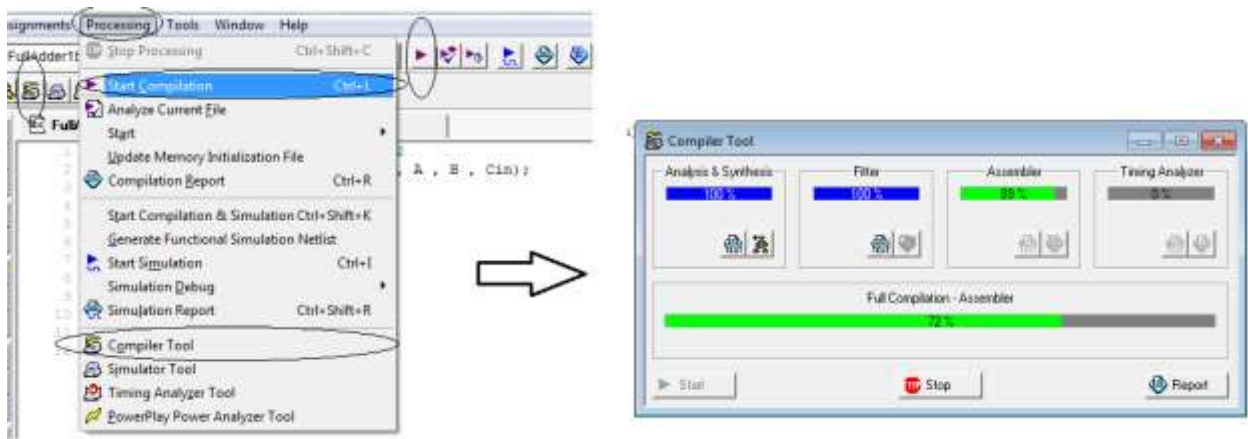 signments Processing Tools Window Help
FullAdder1b
Stop Processing Ctrl+Shift+C
Start Compilation Ctrl+L
Analyze Current File
Start
Update Memory Initialization File
, A , B , Cin);
Compilation Report Ctrl+R
Start Compilation & Simulation Ctrl+Shift+K
Generate Functional Simulation Netlist
Start Simulation Ctrl+I
Simulation Debug
Simulation Report Ctrl+Shift+R
Compiler Tool
Simulator Tool
Timing Analyzer Tool
PowerPlay Power Analyzer Tool
Compiler Tool
Analysis & Synthesis Fitter Assembler Timing Analyzer
100 % 100 % 89 % 0 %
Full Compilation - Assembler
72 %
Start Stop Report